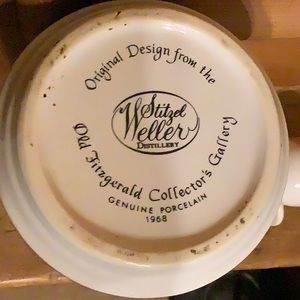 Original Design from the
Stitzel
Weller
DISTILLERY
Old Fitzgerald Collector's Gallery
GENUINE PORCELAIN
1968